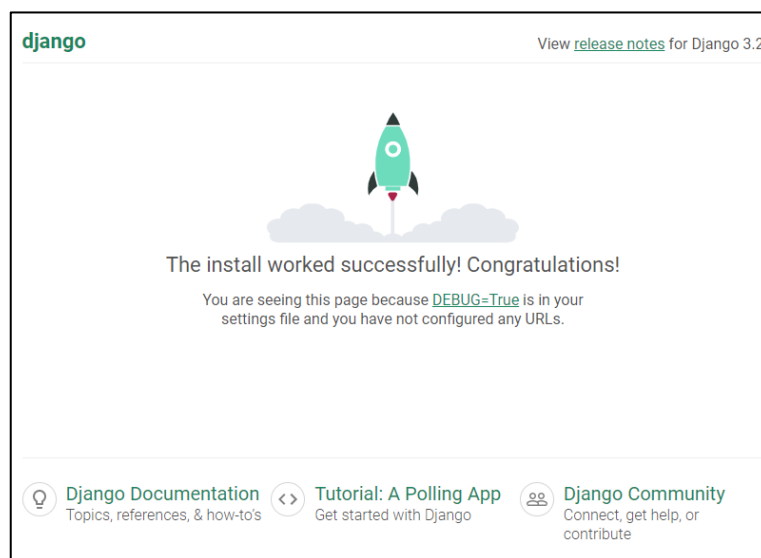 django
View release notes for Django 3.2
The install worked successfully! Congratulations!
You are seeing this page because DEBUG=True is in your
settings file and you have not configured any URLs.
Django Documentation
Topics, references, & how-to's
Tutorial: A Polling App
Get started with Django
Django Community
Connect, get help, or
contribute